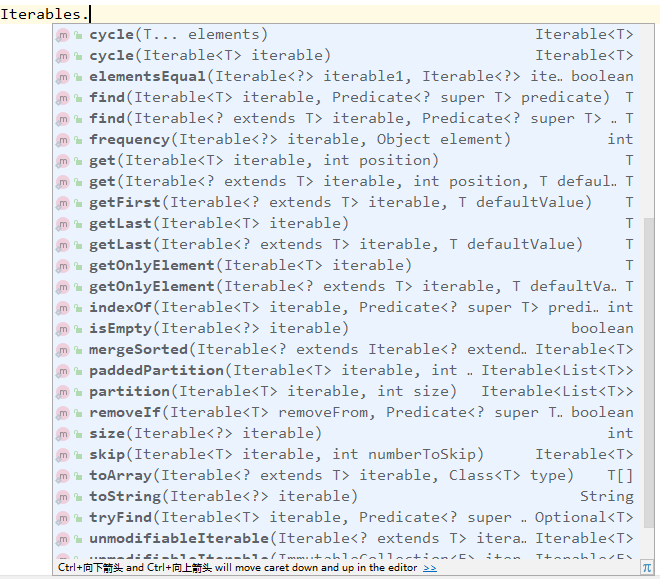 Iterables.
cycle(T... elements) Iterable<T>
cycle(Iterable<T> iterable) Iterable<T>
elementsEqual(Iterable<?> iterable1, Iterable<?> ite.. boolean
find(Iterable<T> iterable, Predicate<? super T> predicate) T
find(Iterable<? extends T> iterable, Predicate<? super T> .. T
frequency(Iterable<?> iterable, Object element) int
get(Iterable<T> iterable, int position) T
get(Iterable<? extends T> iterable, int position, T defaul.. T
getFirst(Iterable<? extends T> iterable, T defaultValue) T
getLast(Iterable<T> iterable) T
getLast(Iterable<? extends T> iterable, T defaultValue) T
getOnlyElement(Iterable<T> iterable) T
getOnlyElement(Iterable<? extends T> iterable, T defaultVa.. T
indexOf(Iterable<T> iterable, Predicate<? super T> predi.. int
isEmpty(Iterable<?> iterable) boolean
mergeSorted(Iterable<? extends Iterable<? extend.. Iterable<T>
paddedPartition(Iterable<T> iterable, int .. Iterable<List<T>>
partition(Iterable<T> iterable, int size) Iterable<List<T>>
removeIf(Iterable<T> removeFrom, Predicate<? super T.. boolean
size(Iterable<?> iterable) int
skip(Iterable<T> iterable, int numberToSkip) Iterable<T>
toArray(Iterable<? extends T> iterable, Class<T> type) T[]
toString(Iterable<?> iterable) String
tryFind(Iterable<T> iterable, Predicate<? super .. Optional<T>
unmodifiableIterable(Iterable<? extends T> itera.. Iterable<T>
unmodifiableIterable(ImmutableCollection<E> iter.. Iterable<E>
Ctrl+向下箭头 and Ctrl+向上箭头 will move caret down and up in the editor >> π